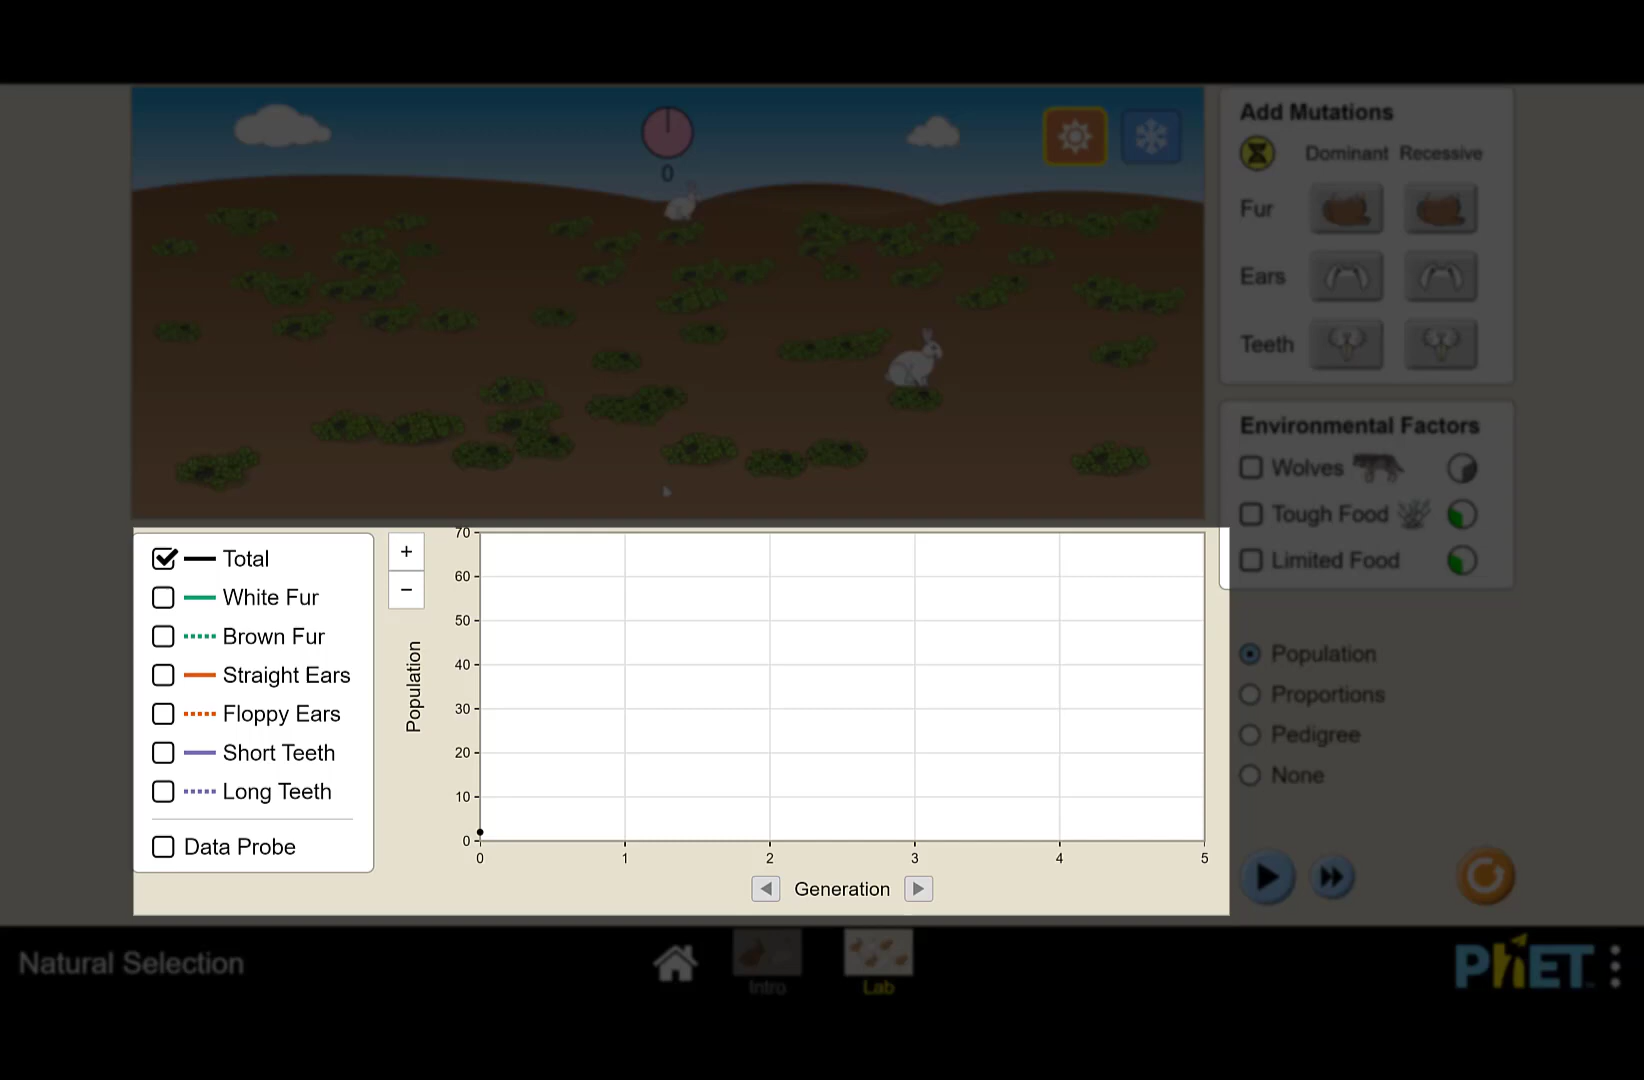 0
Add Mutations
Dominant Recessive
Fur
Ears
Teeth
Environmental Factors
Wolves
Tough Food
Limited Food
Total
White Fur
Brown Fur
Straight Ears
Floppy Ears
Short Teeth
Long Teeth
Data Probe
+
−
Population
70
60
50
40
30
20
10
0
0 1 2 3 4 5
Generation
Population
Proportions
Pedigree
None
Natural Selection
Intro
Lab
PhET